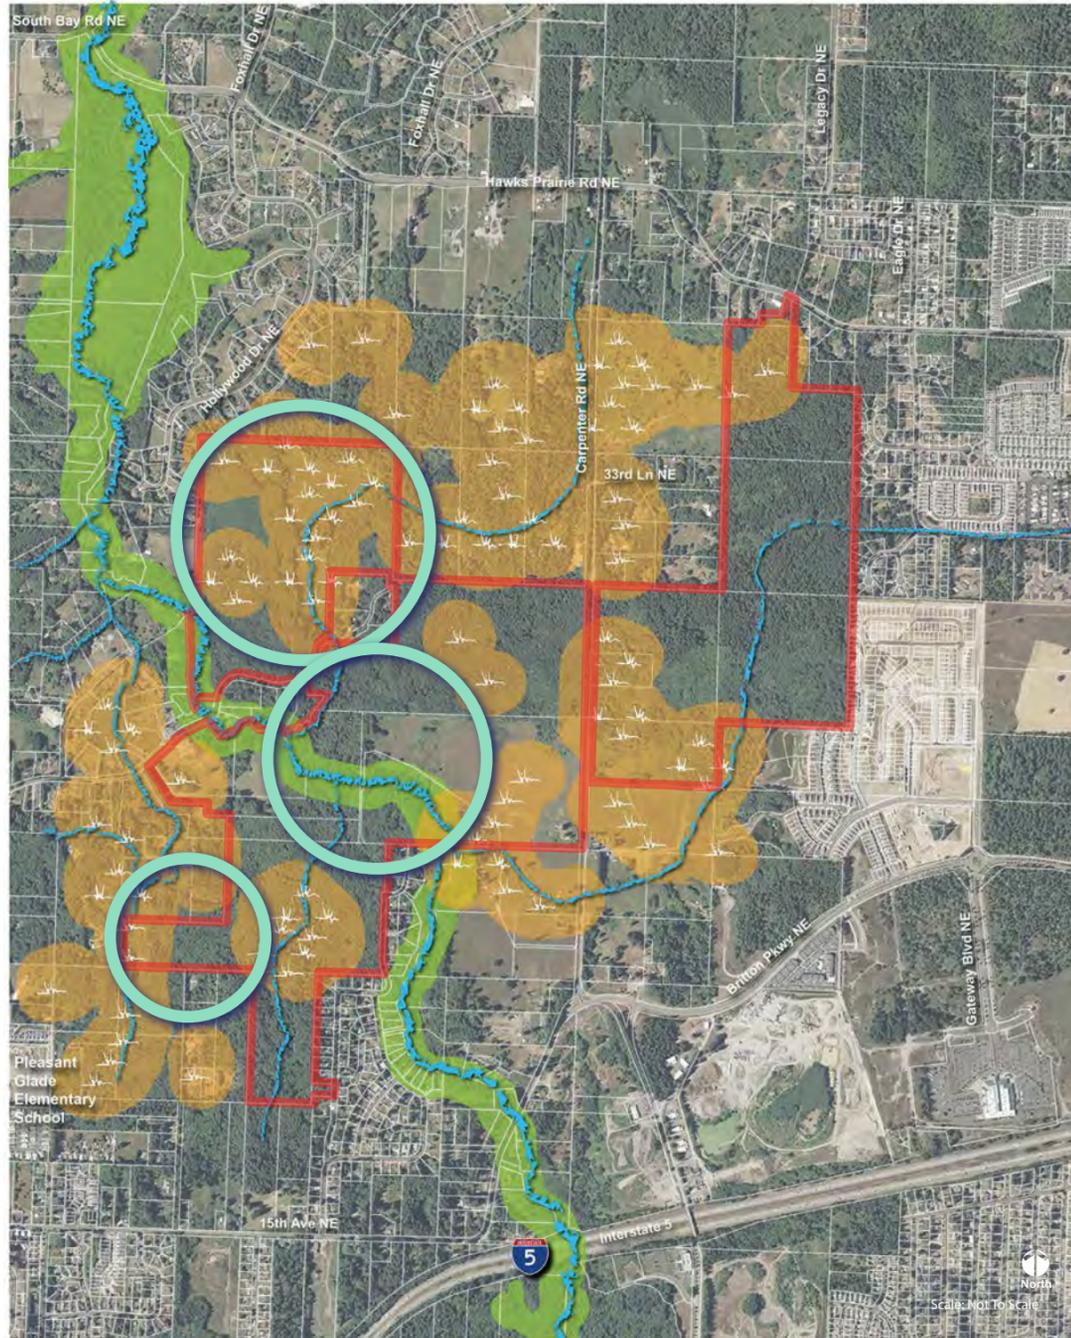 South Bay Rd NE
Foxhall Dr NE
Foxhall Dr NE
Legacy Dr NE
Hawks Prairie Rd NE
Eagle Dr NE
Hollywood Dr NE
Carpenter Rd NE
33rd Ln NE
Britton Pkwy NE
Gateway Blvd NE
Pleasant
Glade
Elementary
School
15th Ave NE
Interstate 5
INTERSTATE
5
North
Scale: Not To Scale